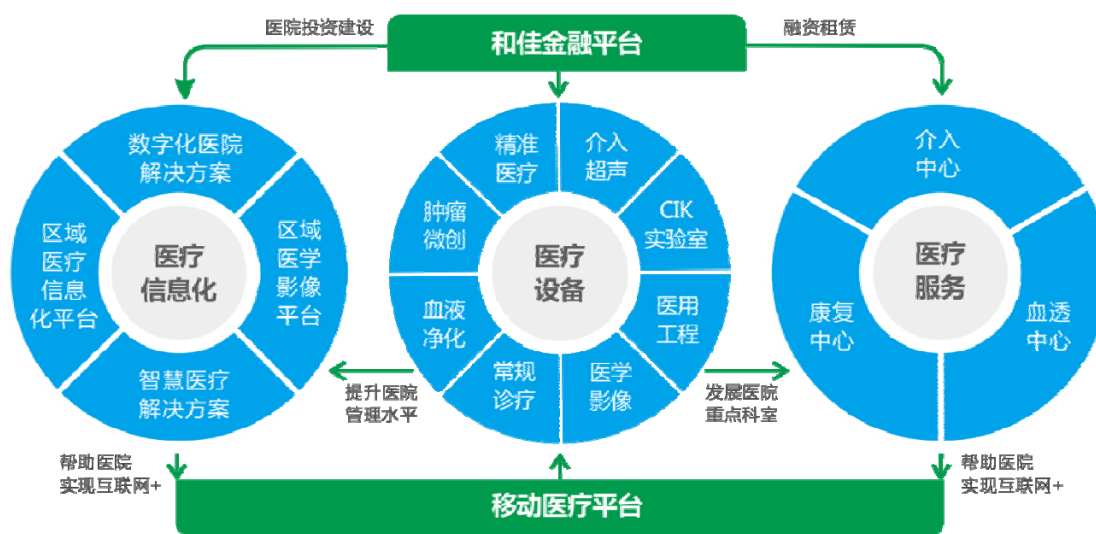 医院投资建设
和佳金融平台
融资租赁
数字化医院
解决方案
区域
医疗
信息
化平台
医疗
信息化
区域
医学
影像
平台
智慧医疗
解决方案
精准
医疗
介入
超声
肿瘤
微创
CIK
实验室
医疗
设备
血液
净化
医用
工程
常规
诊疗
医学
影像
介入
中心
医疗
服务
康复
中心
血透
中心
提升医院
管理水平
发展医院
重点科室
帮助医院
实现互联网+
移动医疗平台
帮助医院
实现互联网+